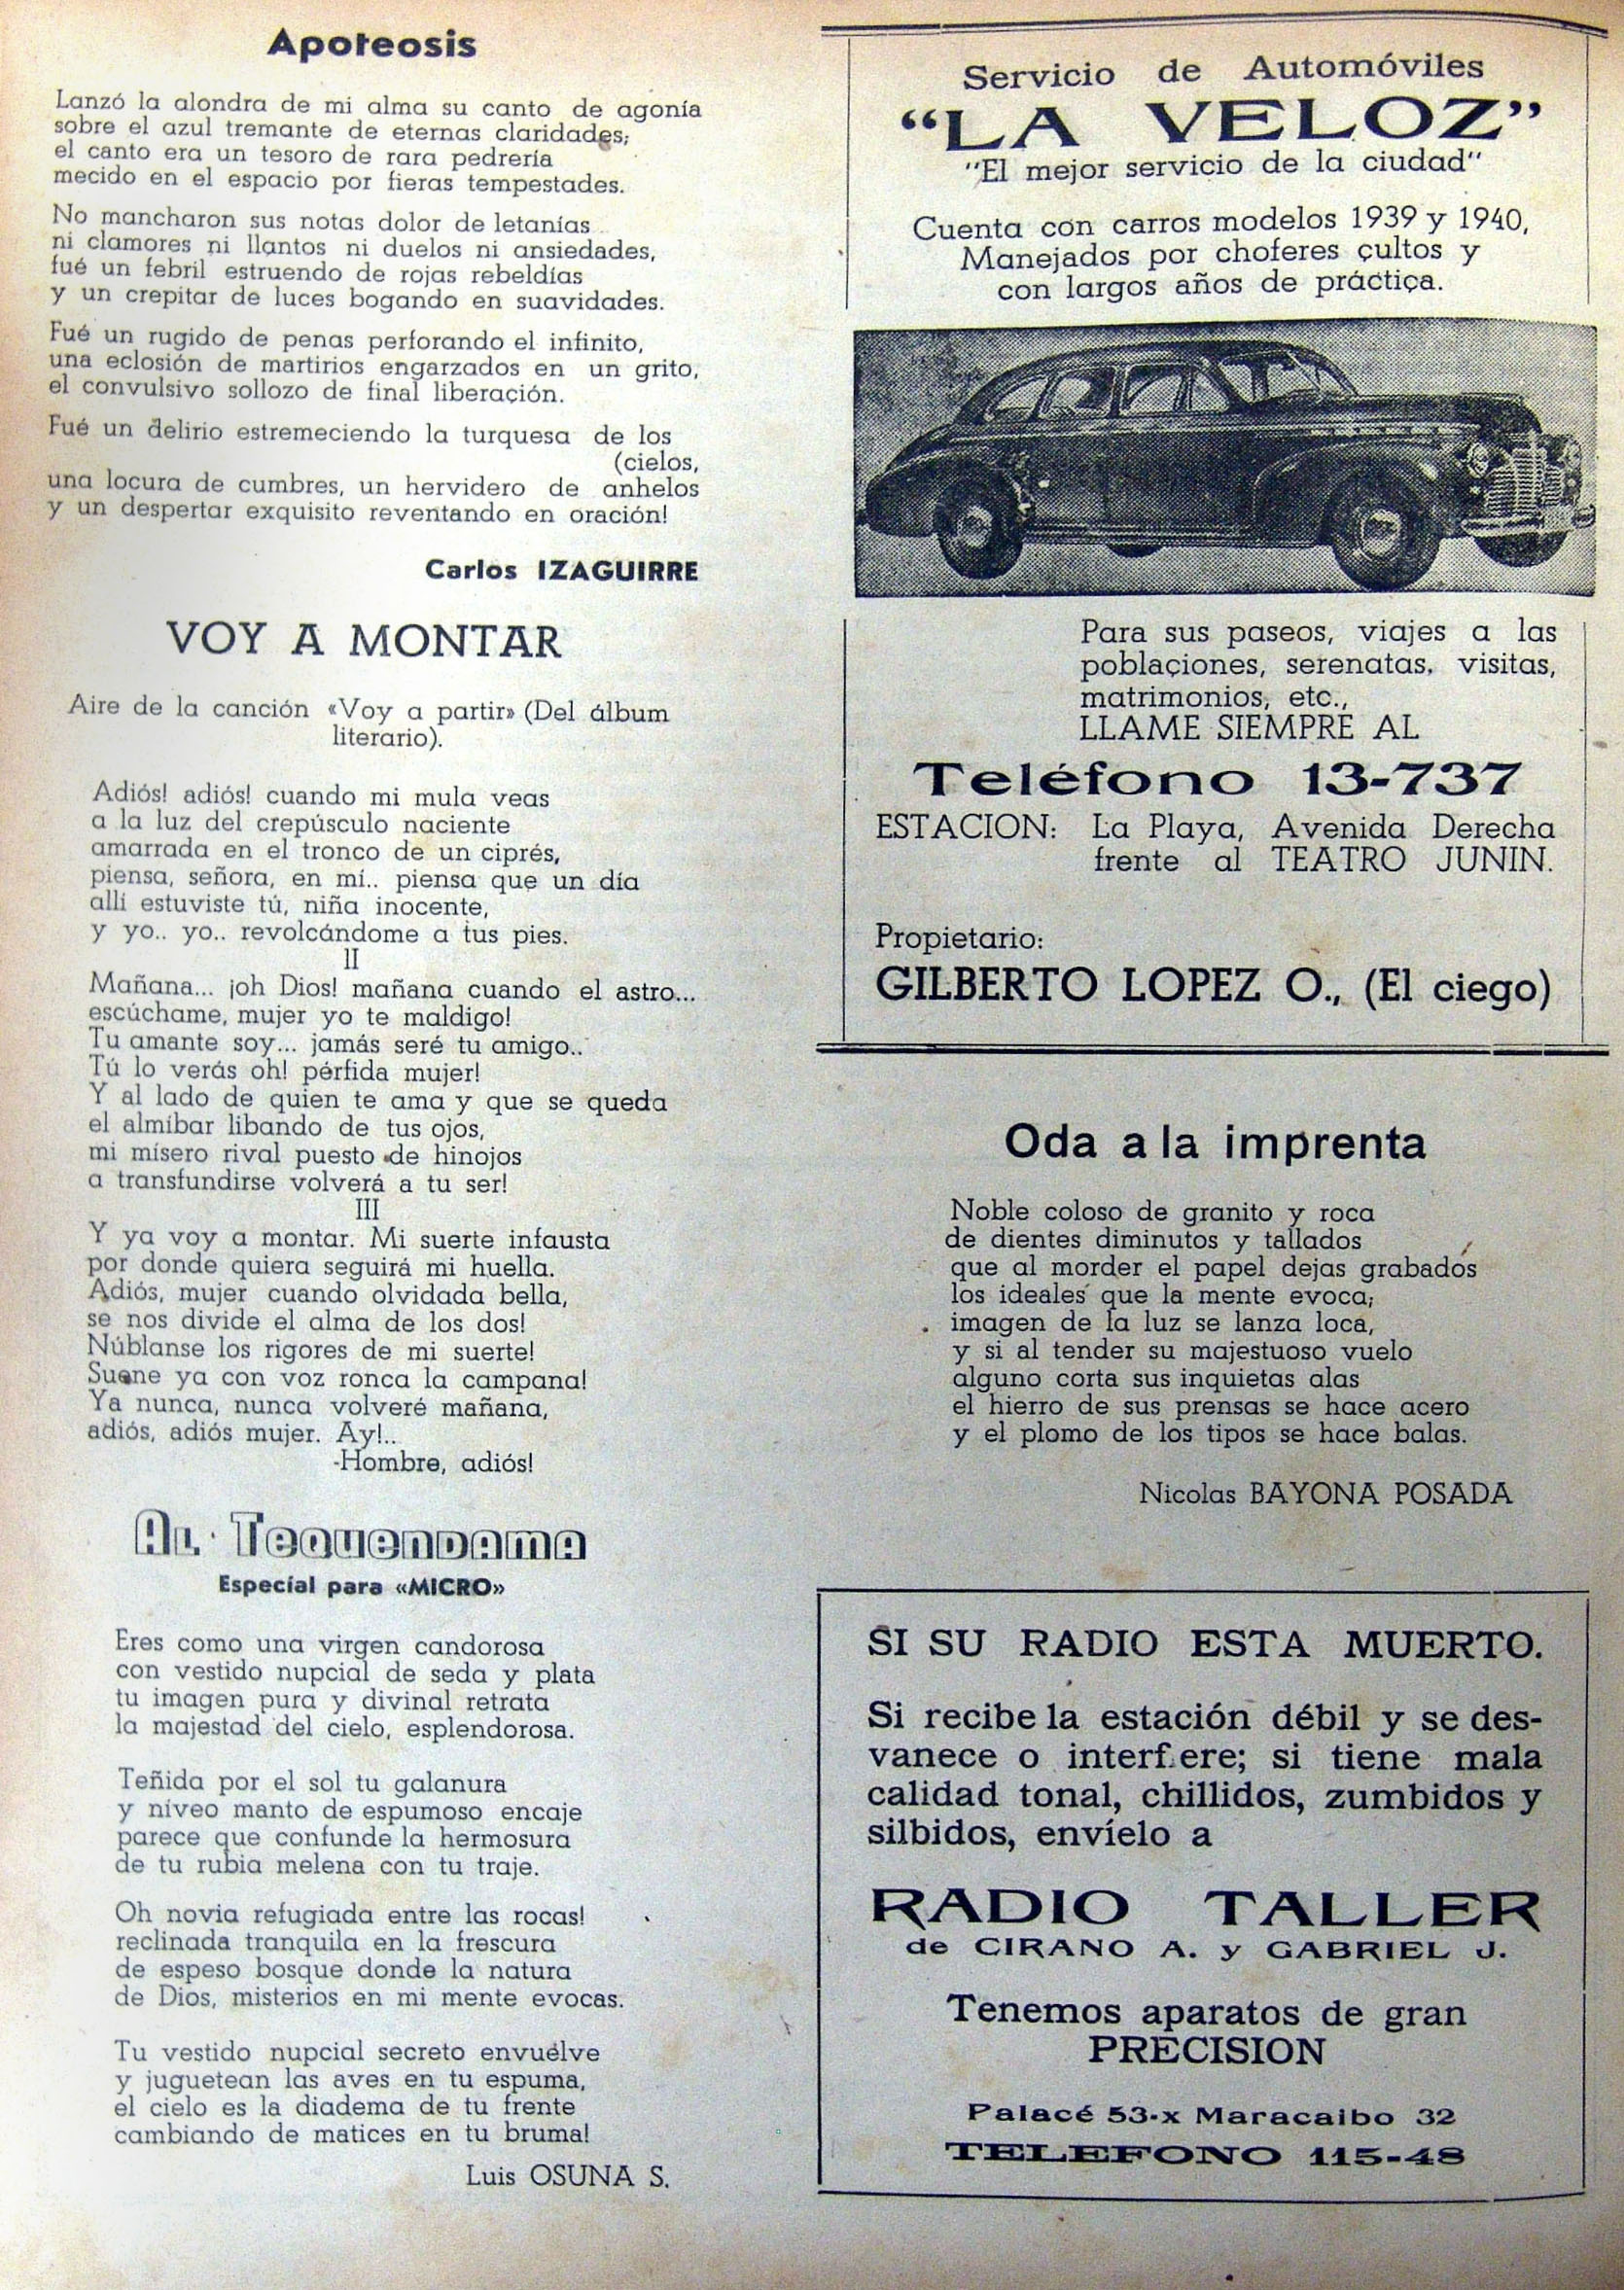 Apoteosis
Lanzó la alondra de mi alma su canto de agonía
sobre el azul tremante de eternas claridades;
el canto era un tesoro de rara pedrería
mecido en el espacio por fieras tempestades.
No mancharon sus notas dolor de letanías
ni clamores ni llantos ni duelos ni ansiedades,
fué un febril estruendo de rojas rebeldías
y un crepitar de luces bogando en suavidades.
Fué un rugido de penas perforando el infinito,
una eclosión de martirios engarzados en un grito,
el convulsivo sollozo de final liberación.
Fué un delirio estremeciendo la turquesa de los
(cielos,
una locura de cumbres, un hervidero de anhelos
y un despertar exquisito reventando en oración!
Carlos IZAGUIRRE
VOY A MONTAR
Aire de la canción «Voy a partir» (Del álbum
literario).
Adiós! adiós! cuando mi mula veas
a la luz del crepúsculo naciente
amarrada en el tronco de un ciprés,
piensa, señora, en mí.. piensa que un día
allí estuviste tú, niña inocente,
y yo.. yo.. revolcándome a tus pies.
II
Mañana... ¡oh Dios! mañana cuando el astro...
escúchame, mujer yo te maldigo!
Tu amante soy... jamás seré tu amigo..
Tú lo verás oh! pérfida mujer!
Y al lado de quien te ama y que se queda
el almíbar libando de tus ojos,
mi mísero rival puesto de hinojos
a transfundirse volverá a tu ser!
III
Y ya voy a montar. Mi suerte infausta
por donde quiera seguirá mi huella.
Adiós, mujer cuando olvidada bella,
se nos divide el alma de los dos!
Núblanse los rigores de mi suerte!
Suene ya con voz ronca la campana!
Ya nunca, nunca volveré mañana,
adiós, adiós mujer. Ay!..
-Hombre, adiós!
AL TEQUENDAMA
Especial para «MICRO»
Eres como una virgen candorosa
con vestido nupcial de seda y plata
tu imagen pura y divinal retrata
la majestad del cielo, esplendorosa.
Teñida por el sol tu galanura
y níveo manto de espumoso encaje
parece que confunde la hermosura
de tu rubia melena con tu traje.
Oh novia refugiada entre las rocas!
reclinada tranquila en la frescura
de espeso bosque donde la natura
de Dios, misterios en mi mente evocas.
Tu vestido nupcial secreto envuelve
y juguetean las aves en tu espuma,
el cielo es la diadema de tu frente
cambiando de matices en tu bruma!
Luis OSUNA S.
Servicio de Automóviles
“LA VELOZ”
"El mejor servicio de la ciudad"
Cuenta con carros modelos 1939 y 1940,
Manejados por choferes cultos y
con largos años de práctica.
Para sus paseos, viajes a las
poblaciones, serenatas, visitas,
matrimonios, etc.,
LLAME SIEMPRE AL
Teléfono 13-737
ESTACION: La Playa, Avenida Derecha
frente al TEATRO JUNIN.
Propietario:
GILBERTO LOPEZ O., (El ciego)
Oda a la imprenta
Noble coloso de granito y roca
de dientes diminutos y tallados
que al morder el papel dejas grabados
los ideales que la mente evoca;
imagen de la luz se lanza loca,
y si al tender su majestuoso vuelo
alguno corta sus inquietas alas
el hierro de sus prensas se hace acero
y el plomo de los tipos se hace balas.
Nicolas BAYONA POSADA
SI SU RADIO ESTA MUERTO.
Si recibe la estación débil y se des-
vanece o interfiere; si tiene mala
calidad tonal, chillidos, zumbidos y
silbidos, envíelo a
RADIO TALLER
de CIRANO A. y GABRIEL J.
Tenemos aparatos de gran
PRECISION
Palacé 53-x Maracaibo 32
TELEFONO 115-48